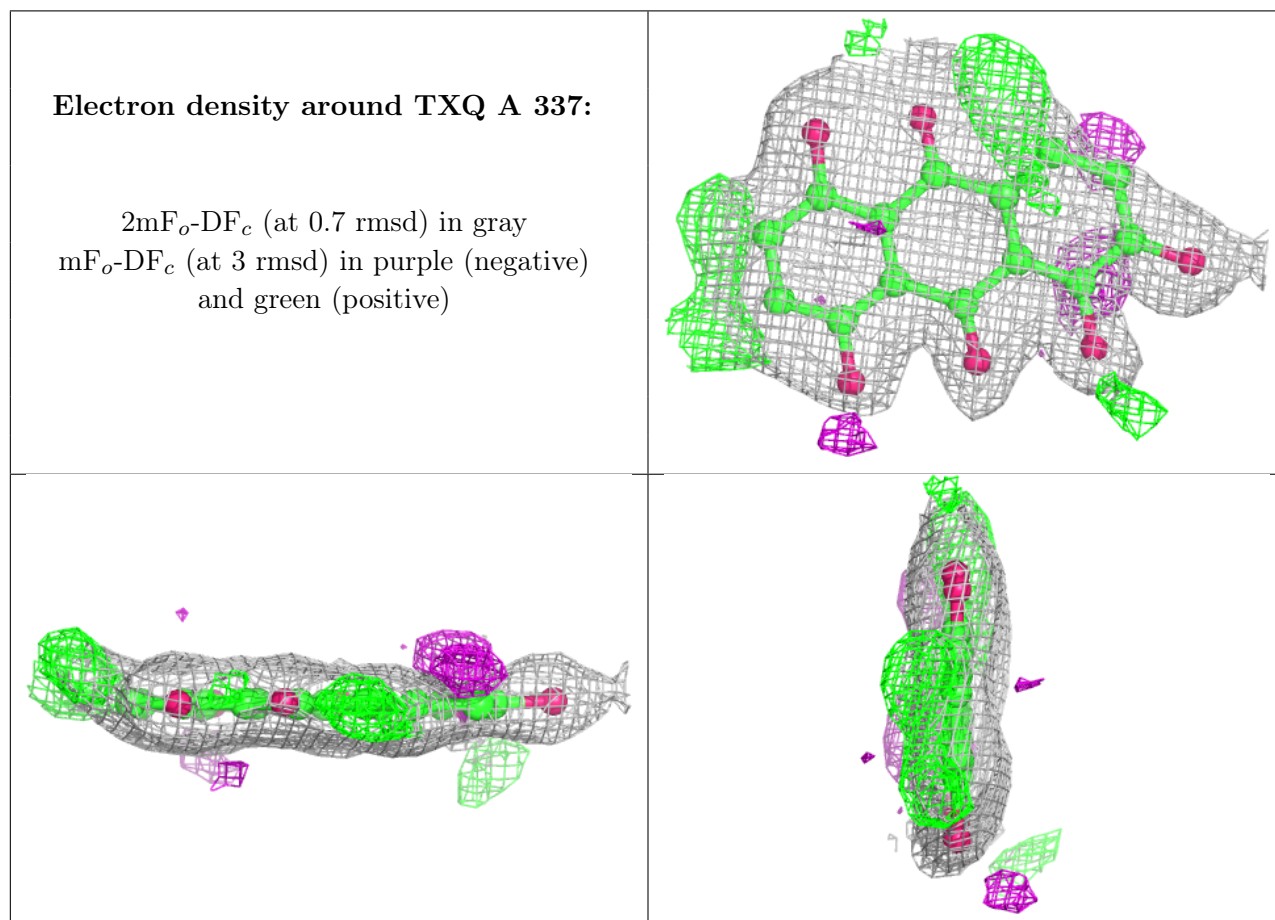 Electron density around TXQ A 337:
2mFₒ-DF𝒸 (at 0.7 rmsd) in gray
mFₒ-DF𝒸 (at 3 rmsd) in purple (negative)
and green (positive)